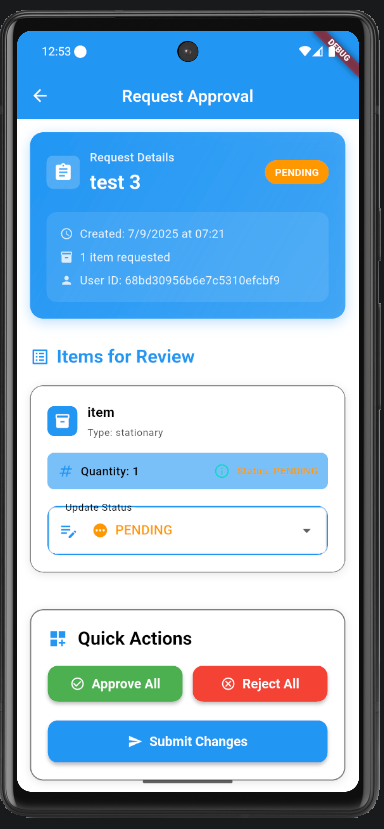 12:53
DEBUG
Request Approval
Request Details
test 3
PENDING
Created: 7/9/2025 at 07:21
1 item requested
User ID: 68bd30956b6e7c5310efcbf9
Items for Review
item
Type: stationary
Quantity: 1
Status: PENDING
Update Status
PENDING
Quick Actions
Approve All
Reject All
Submit Changes